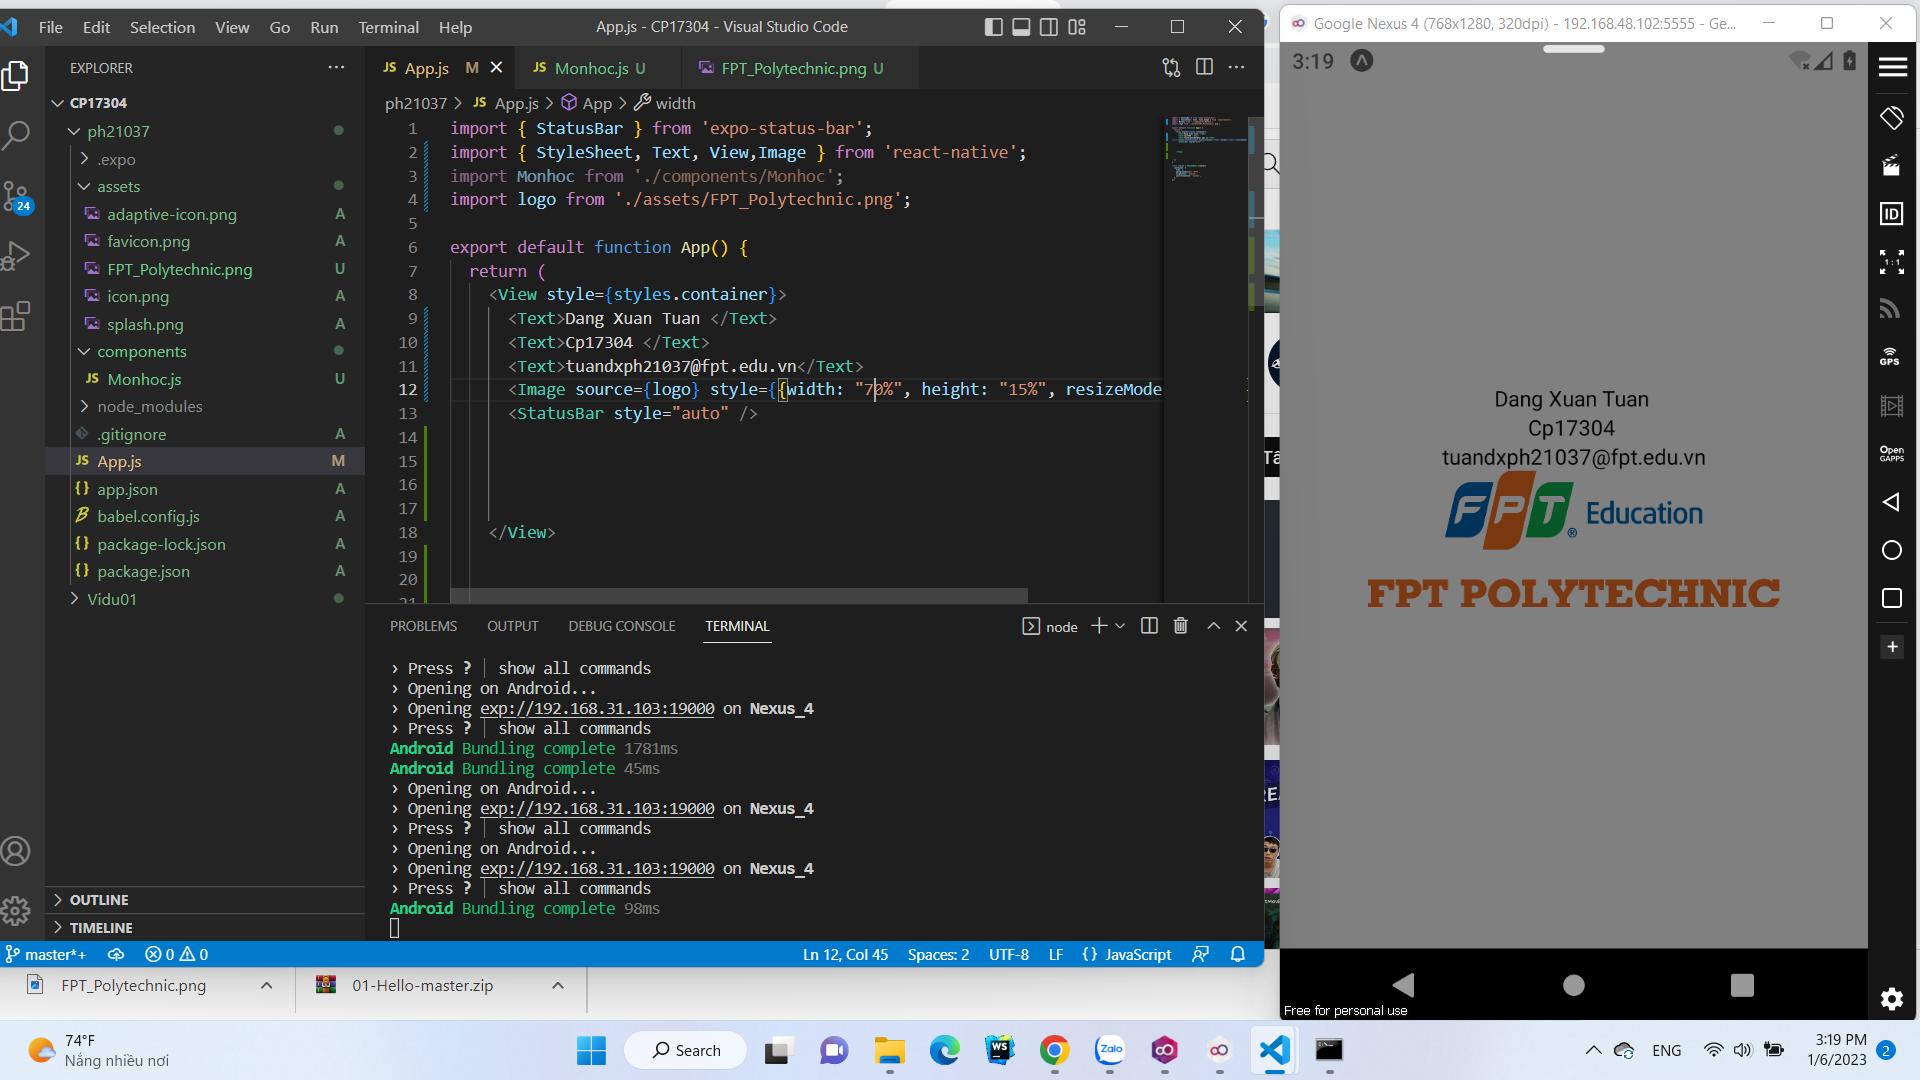 File Edit Selection View Go Run Terminal Help
App.js - CP17304 - Visual Studio Code
EXPLORER
CP17304
ph21037
.expo
assets
adaptive-icon.png A
favicon.png A
FPT_Polytechnic.png U
icon.png A
splash.png A
components
Monhoc.js U
node_modules
.gitignore A
App.js M
app.json A
babel.config.js A
package-lock.json A
package.json A
Vidu01
OUTLINE
TIMELINE
24
JS App.js M
JS Monhoc.js U
FPT_Polytechnic.png U
ph21037 > JS App.js > App > width
1 import { StatusBar } from 'expo-status-bar';
2 import { StyleSheet, Text, View,Image } from 'react-native';
3 import Monhoc from './components/Monhoc';
4 import logo from './assets/FPT_Polytechnic.png';
5
6 export default function App() {
7 return (
8 <View style={styles.container}>
9 <Text>Dang Xuan Tuan </Text>
10 <Text>Cp17304 </Text>
11 <Text>tuandxph21037@fpt.edu.vn</Text>
12 <Image source={logo} style={{width: "70%", height: "15%", resizeMode
13 <StatusBar style="auto" />
14
15
16
17
18 </View>
19
20
21
PROBLEMS OUTPUT DEBUG CONSOLE TERMINAL
node
› Press ? │ show all commands
› Opening on Android...
› Opening exp://192.168.31.103:19000 on Nexus_4
› Press ? │ show all commands
Android Bundling complete 1781ms
Android Bundling complete 45ms
› Opening on Android...
› Opening exp://192.168.31.103:19000 on Nexus_4
› Press ? │ show all commands
› Opening on Android...
› Opening exp://192.168.31.103:19000 on Nexus_4
› Press ? │ show all commands
Android Bundling complete 98ms
master*+ 0 0
Ln 12, Col 45 Spaces: 2 UTF-8 LF {} JavaScript
FPT_Polytechnic.png
01-Hello-master.zip
Google Nexus 4 (768x1280, 320dpi) - 192.168.48.102:5555 - Ge...
3:19
Dang Xuan Tuan
Cp17304
tuandxph21037@fpt.edu.vn
FPT® Education
FPT POLYTECHNIC
ID
1:1
GPS
Open GAPPS
Free for personal use
74°F
Nắng nhiều nơi
Search
WS
Zalo
ENG
3:19 PM
1/6/2023
2